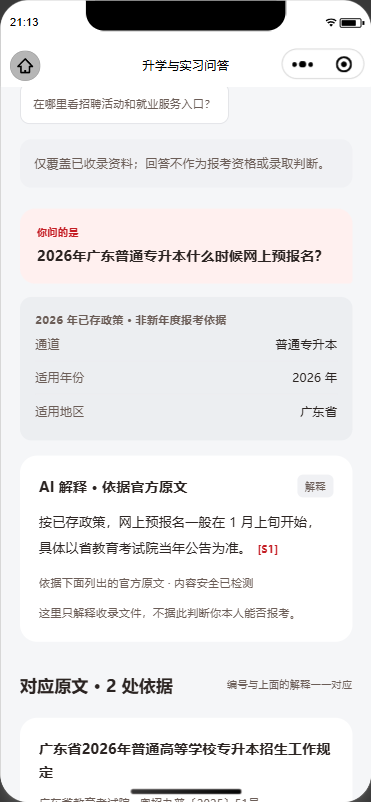 21:13
升学与实习问答
在哪里看招聘活动和就业服务入口？
仅覆盖已收录资料；回答不作为报考资格或录取判断。
你问的是
2026年广东普通专升本什么时候网上预报名？
2026 年已存政策 · 非新年度报考依据
通道 普通专升本
适用年份 2026 年
适用地区 广东省
AI 解释 · 依据官方原文 解释
按已存政策，网上预报名一般在 1 月上旬开始，
具体以省教育考试院当年公告为准。 [S1]
依据下面列出的官方原文 · 内容安全已检测
这里只解释收录文件，不据此判断你本人能否报考。
对应原文 · 2 处依据 编号与上面的解释一一对应
广东省2026年普通高等学校专升本招生工作规
定